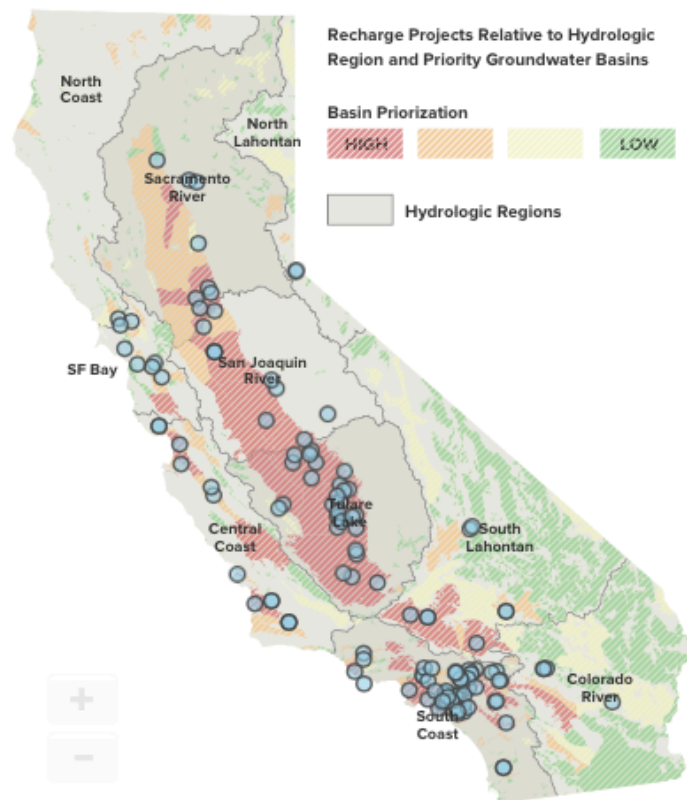 Recharge Projects Relative to Hydrologic
Region and Priority Groundwater Basins
Basin Priorization
HIGH
LOW
Hydrologic Regions
North
Coast
North
Lahontan
Sacramento
River
SF Bay
San Joaquin
River
Tulare
Lake
Central
Coast
South
Lahontan
Colorado
River
South
Coast
+
−